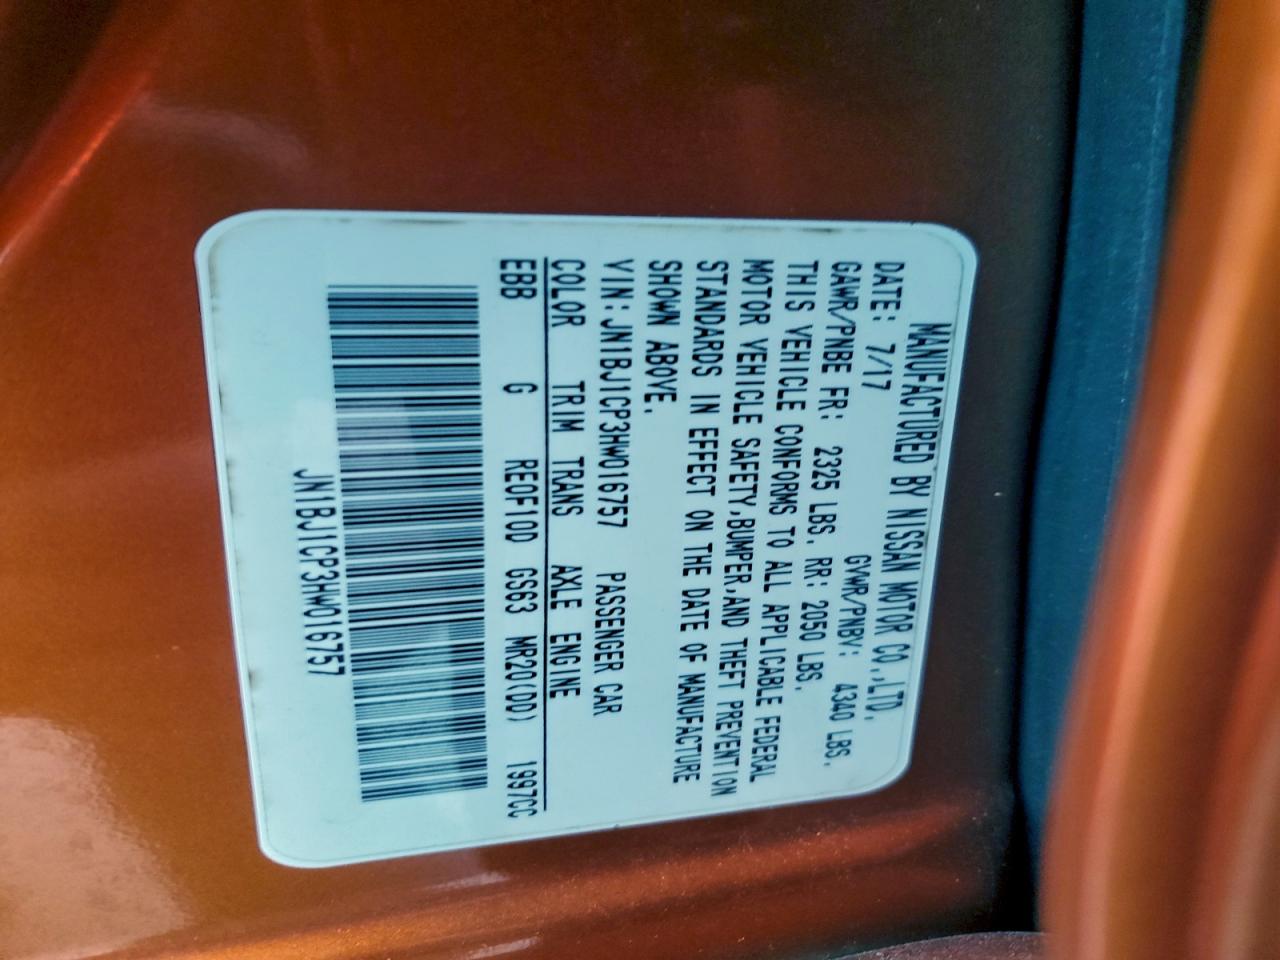 MANUFACTURED BY NISSAN MOTOR CO.,LTD.
DATE: 7/17 GVWR/PNBV: 4340 LBS.
GAWR/PNBE FR: 2325 LBS. RR: 2050 LBS.
THIS VEHICLE CONFORMS TO ALL APPLICABLE FEDERAL
MOTOR VEHICLE SAFETY,BUMPER,AND THEFT PREVENTION
STANDARDS IN EFFECT ON THE DATE OF MANUFACTURE
SHOWN ABOVE.
VIN:JN1BJ1CP3HW016757 PASSENGER CAR
COLOR TRIM TRANS AXLE ENGINE
EBB G RE0F10D GS63 MR20(DD) 1997CC
JN1BJ1CP3HW016757